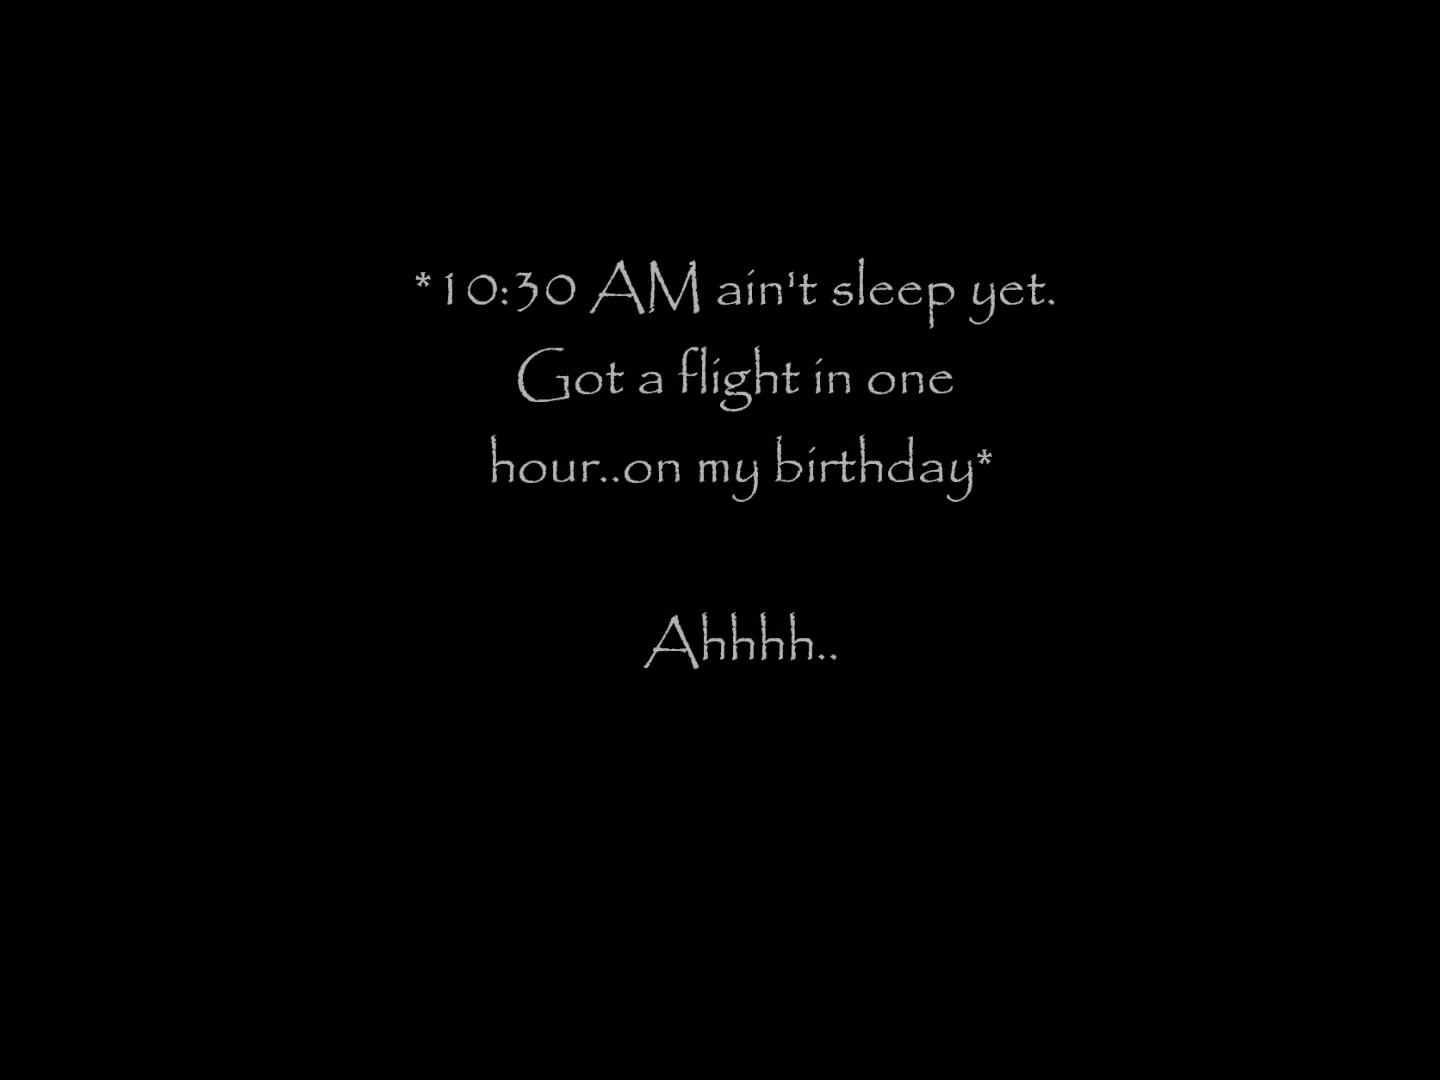 *10:30 AM ain't sleep yet.
Got a flight in one
hour..on my birthday*
Ahhhh..